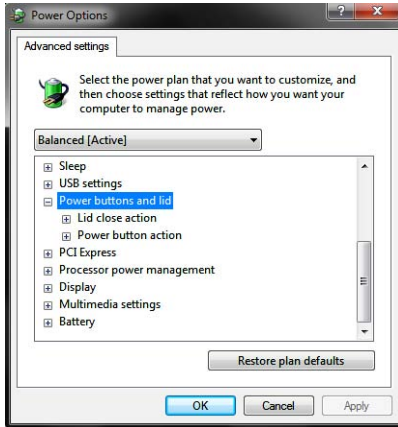 Power Options
Advanced settings
Select the power plan that you want to customize, and
then choose settings that reflect how you want your
computer to manage power.
Balanced [Active]
Sleep
USB settings
Power buttons and lid
Lid close action
Power button action
PCI Express
Processor power management
Display
Multimedia settings
Battery
Restore plan defaults
OK Cancel Apply